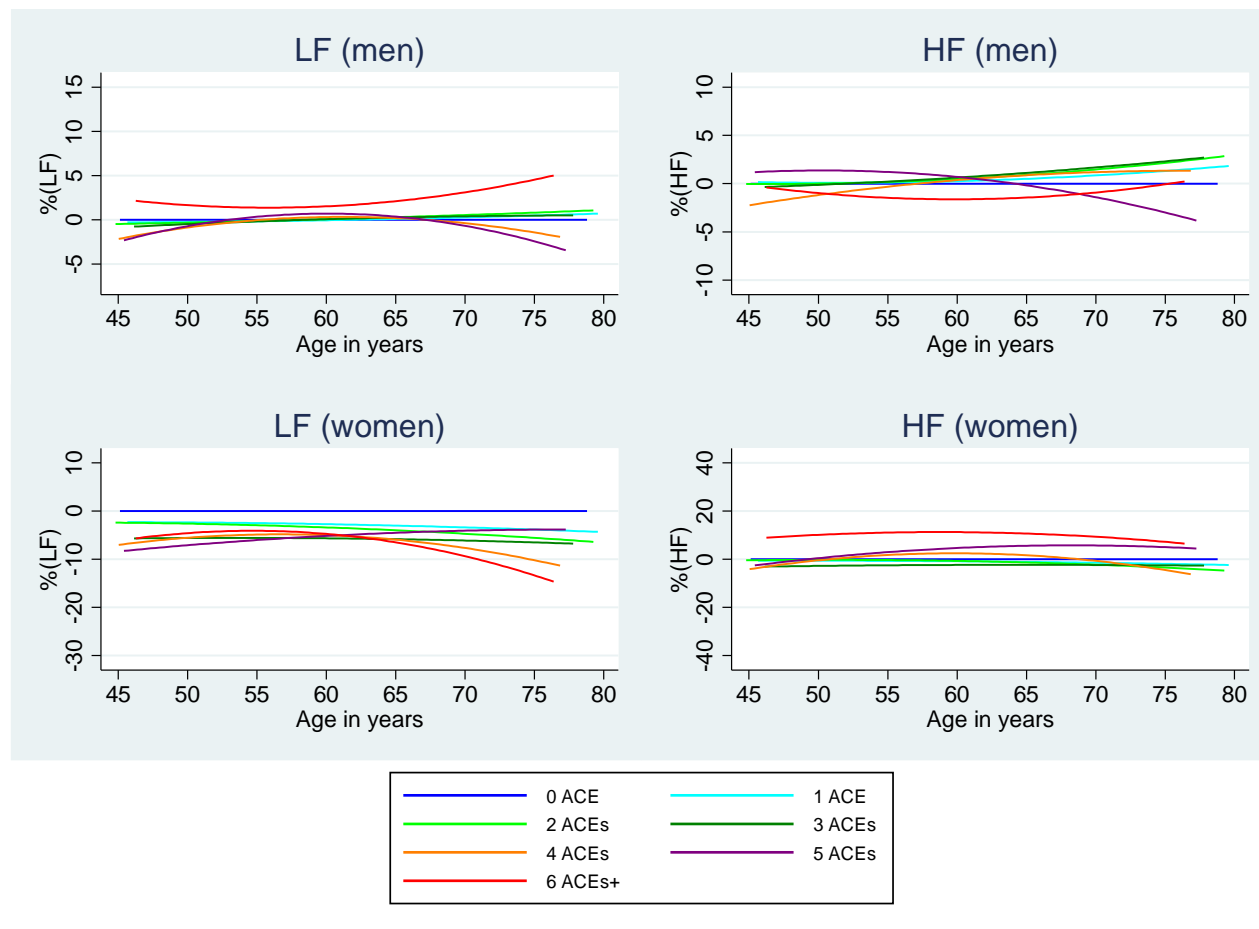 LF (men)
%(LF)
15
10
5
0
-5
45 50 55 60 65 70 75 80
Age in years
HF (men)
%(HF)
10
5
0
-5
-10
45 50 55 60 65 70 75 80
Age in years
LF (women)
%(LF)
10
0
-10
-20
-30
45 50 55 60 65 70 75 80
Age in years
HF (women)
%(HF)
40
20
0
-20
-40
45 50 55 60 65 70 75 80
Age in years
0 ACE 1 ACE
2 ACEs 3 ACEs
4 ACEs 5 ACEs
6 ACEs+